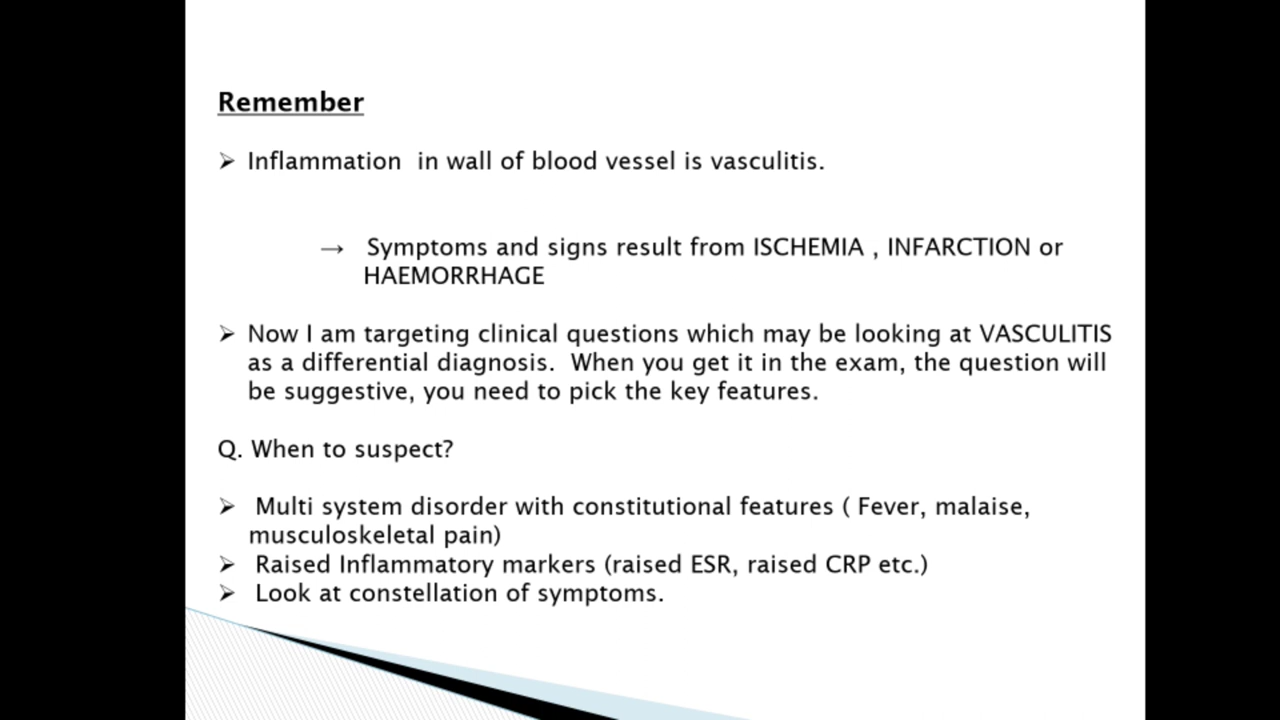 Remember
➢ Inflammation in wall of blood vessel is vasculitis.
→ Symptoms and signs result from ISCHEMIA , INFARCTION or
HAEMORRHAGE
➢ Now I am targeting clinical questions which may be looking at VASCULITIS
as a differential diagnosis. When you get it in the exam, the question will
be suggestive, you need to pick the key features.
Q. When to suspect?
➢ Multi system disorder with constitutional features ( Fever, malaise,
musculoskeletal pain)
➢ Raised Inflammatory markers (raised ESR, raised CRP etc.)
➢ Look at constellation of symptoms.